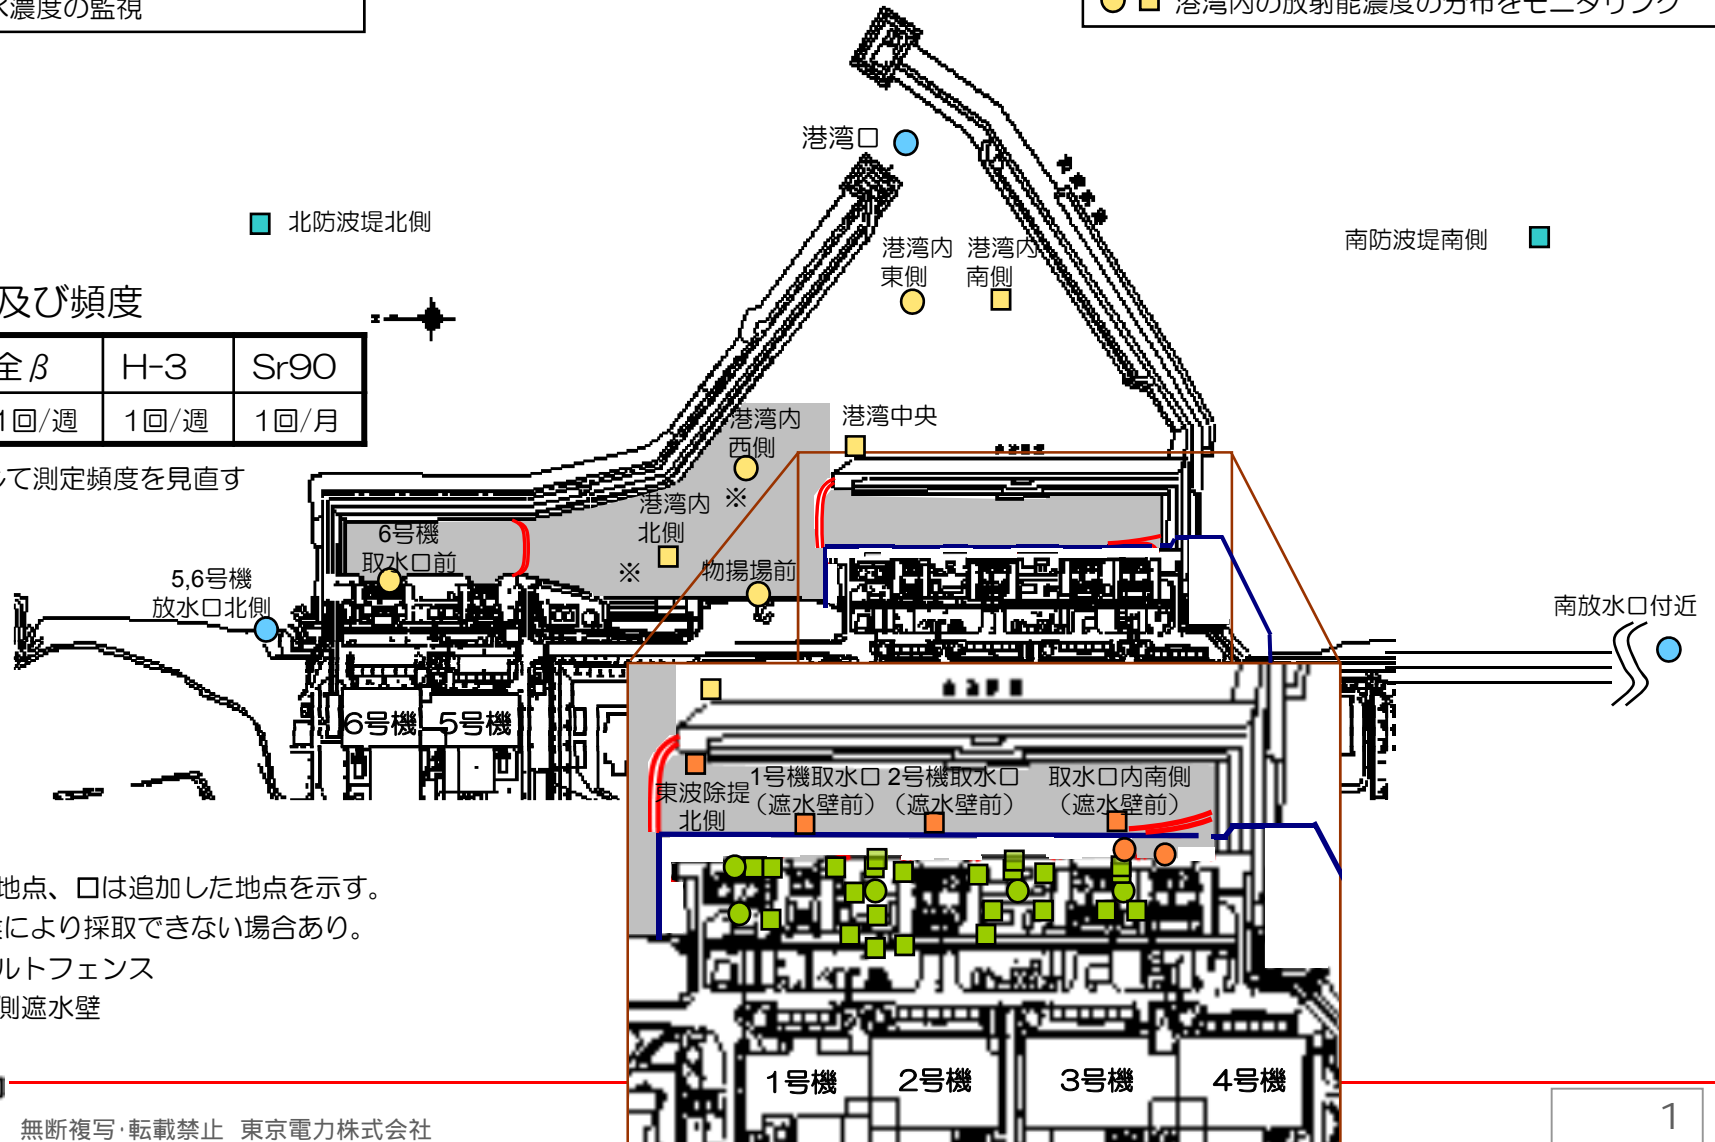 水濃度の監視
港湾内の放射能濃度の分布をモニタリング
港湾口
北防波堤北側
南防波堤南側
港湾内
東側
港湾内
南側
及び頻度
全β
H-3
Sr90
1回/週
1回/週
1回/月
して測定頻度を見直す
港湾内
西側
※
港湾中央
港湾内
北側
※
6号機
取水口前
物揚場前
5,6号機
放水口北側
南放水口付近
6号機
5号機
東波除堤
北側
1号機取水口
(遮水壁前)
2号機取水口
(遮水壁前)
取水口内南側
(遮水壁前)
地点、□は追加した地点を示す。
により採取できない場合あり。
ルトフェンス
側遮水壁
1号機
2号機
3号機
4号機
無断複写・転載禁止 東京電力株式会社
1